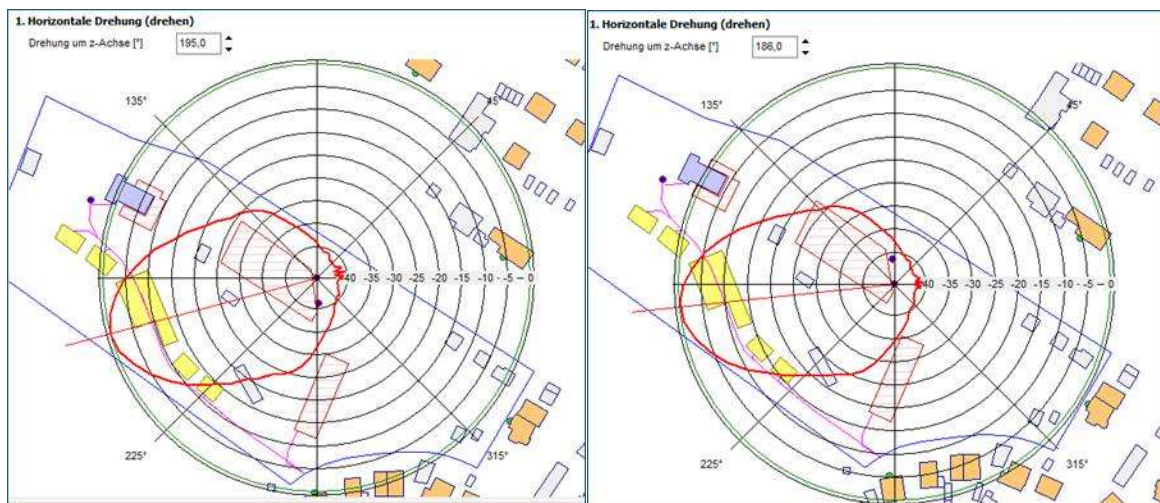 1. Horizontale Drehung (drehen)
Drehung um z-Achse [°] 195,0
135°
45°
-40 -35 -30 -25 -20 -15 -10 -5 0
225°
315°
1. Horizontale Drehung (drehen)
Drehung um z-Achse [°] 186,0
135°
45°
-40 -35 -30 -25 -20 -15 -10 -5 0
225°
315°